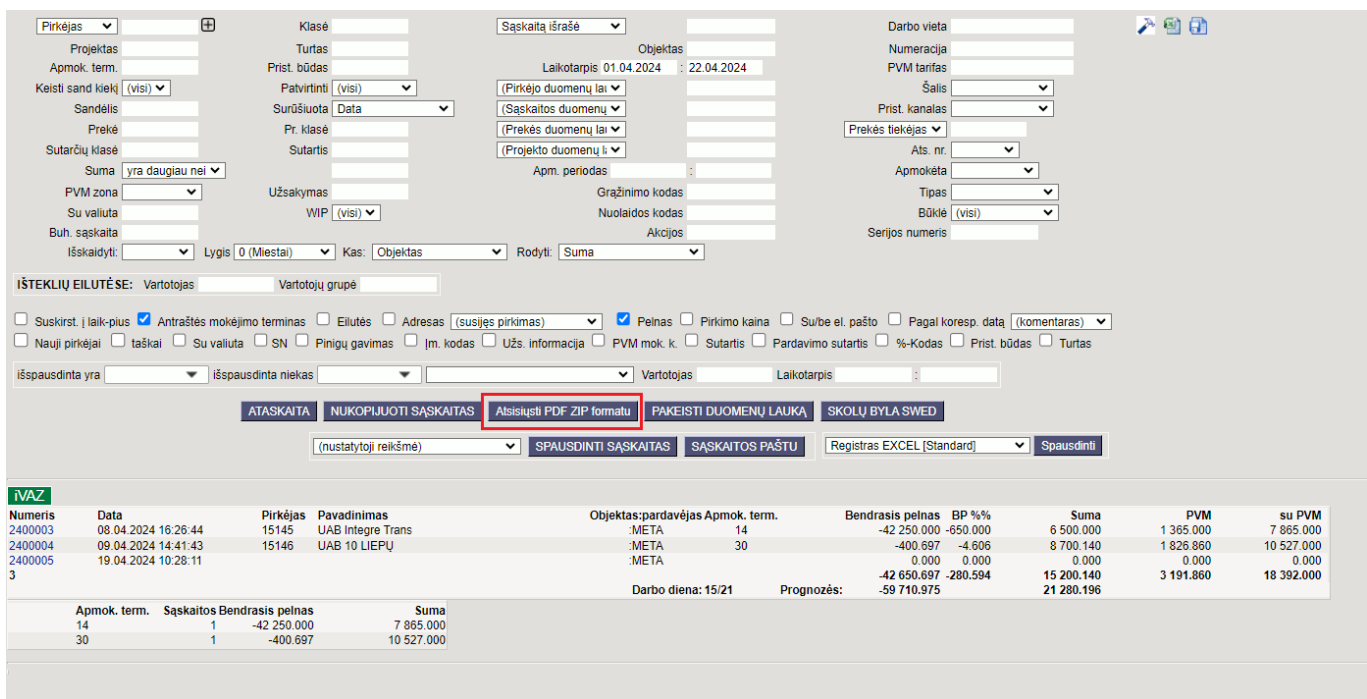 Pirkėjas Klasė Sąskaitą išrašė Darbo vieta
Projektas Turtas Objektas Numeracija
Apmok. term. Prist. būdas Laikotarpis 01.04.2024 : 22.04.2024 PVM tarifas
Keisti sand kiekį (visi) Patvirtinti (visi) (Pirkėjo duomenų lau Šalis
Sandėlis Surūšiuota Data (Sąskaitos duomenų Prist. kanalas
Prekė Pr. klasė (Prekės duomenų lau Prekės tiekėjas
Sutarčių klasė Sutartis (Projekto duomenų l Ats. nr.
Suma yra daugiau nei Apm. periodas : Apmokėta
PVM zona Užsakymas Grąžinimo kodas Tipas
Su valiuta WIP (visi) Nuolaidos kodas Būklė (visi)
Buh. sąskaita Akcijos Serijos numeris
Išskaidyti: Lygis 0 (Miestai) Kas: Objektas Rodyti: Suma
IŠTEKLIŲ EILUTĖSE: Vartotojas Vartotojų grupė
Suskirst. į laik-pius Antraštės mokėjimo terminas Eilutės Adresas (susijęs pirkimas) Pelnas Pirkimo kaina Su/be el. pašto Pagal koresp. datą (komentaras)
Nauji pirkėjai taškai Su valiuta SN Pinigų gavimas Įm. kodas Užs. informacija PVM mok. k. Sutartis Pardavimo sutartis %-Kodas Prist. būdas Turtas
išspausdinta yra išspausdinta niekas Vartotojas Laikotarpis :
ATASKAITA NUKOPIJUOTI SĄSKAITAS Atsisiųsti PDF ZIP formatu PAKEISTI DUOMENŲ LAUKĄ SKOLŲ BYLA SWED
(nustatytoji reikšmė) SPAUSDINTI SĄSKAITAS SĄSKAITOS PAŠTU Registras EXCEL [Standard] Spausdinti
iVAZ
Numeris Data Pirkėjas Pavadinimas Objektas:pardavėjas Apmok. term. Bendrasis pelnas BP %% Suma PVM su PVM
2400003 08.04.2024 16:26:44 15145 UAB Integre Trans :META 14 -42 250.000 -650.000 6 500.000 1 365.000 7 865.000
2400004 09.04.2024 14:41:43 15146 UAB 10 LIEPŲ :META 30 -400.697 -4.606 8 700.140 1 826.860 10 527.000
2400005 19.04.2024 10:28:11 :META 0.000 0.000 0.000 0.000 0.000
3 -42 650.697 -280.594 15 200.140 3 191.860 18 392.000
Darbo diena: 15/21 Prognozės: -59 710.975 21 280.196
Apmok. term. Sąskaitos Bendrasis pelnas Suma
14 1 -42 250.000 7 865.000
30 1 -400.697 10 527.000